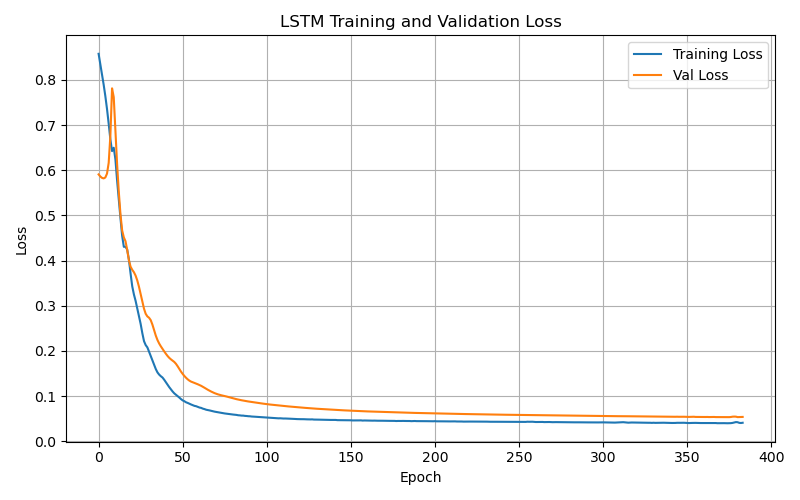 LSTM Training and Validation Loss
Training Loss
Val Loss
Loss
0.8
0.7
0.6
0.5
0.4
0.3
0.2
0.1
0.0
0 50 100 150 200 250 300 350 400
Epoch